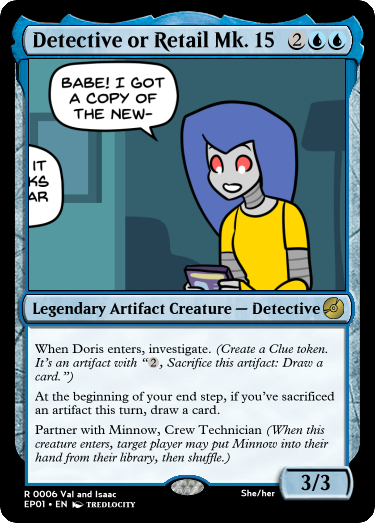 Detective or Retail Mk. 15 2
BABE! I GOT
A COPY OF
THE NEW-
IT
KS
AR
Legendary Artifact Creature — Detective
When Doris enters, investigate. (Create a Clue token.
It's an artifact with "2, Sacrifice this artifact: Draw a
card.")
At the beginning of your end step, if you've sacrificed
an artifact this turn, draw a card.
Partner with Minnow, Crew Technician (When this
creature enters, target player may put Minnow into their
hand from their library, then shuffle.)
3/3
R 0006 Val and Isaac She/her
EP01 • EN TREDLOCITY